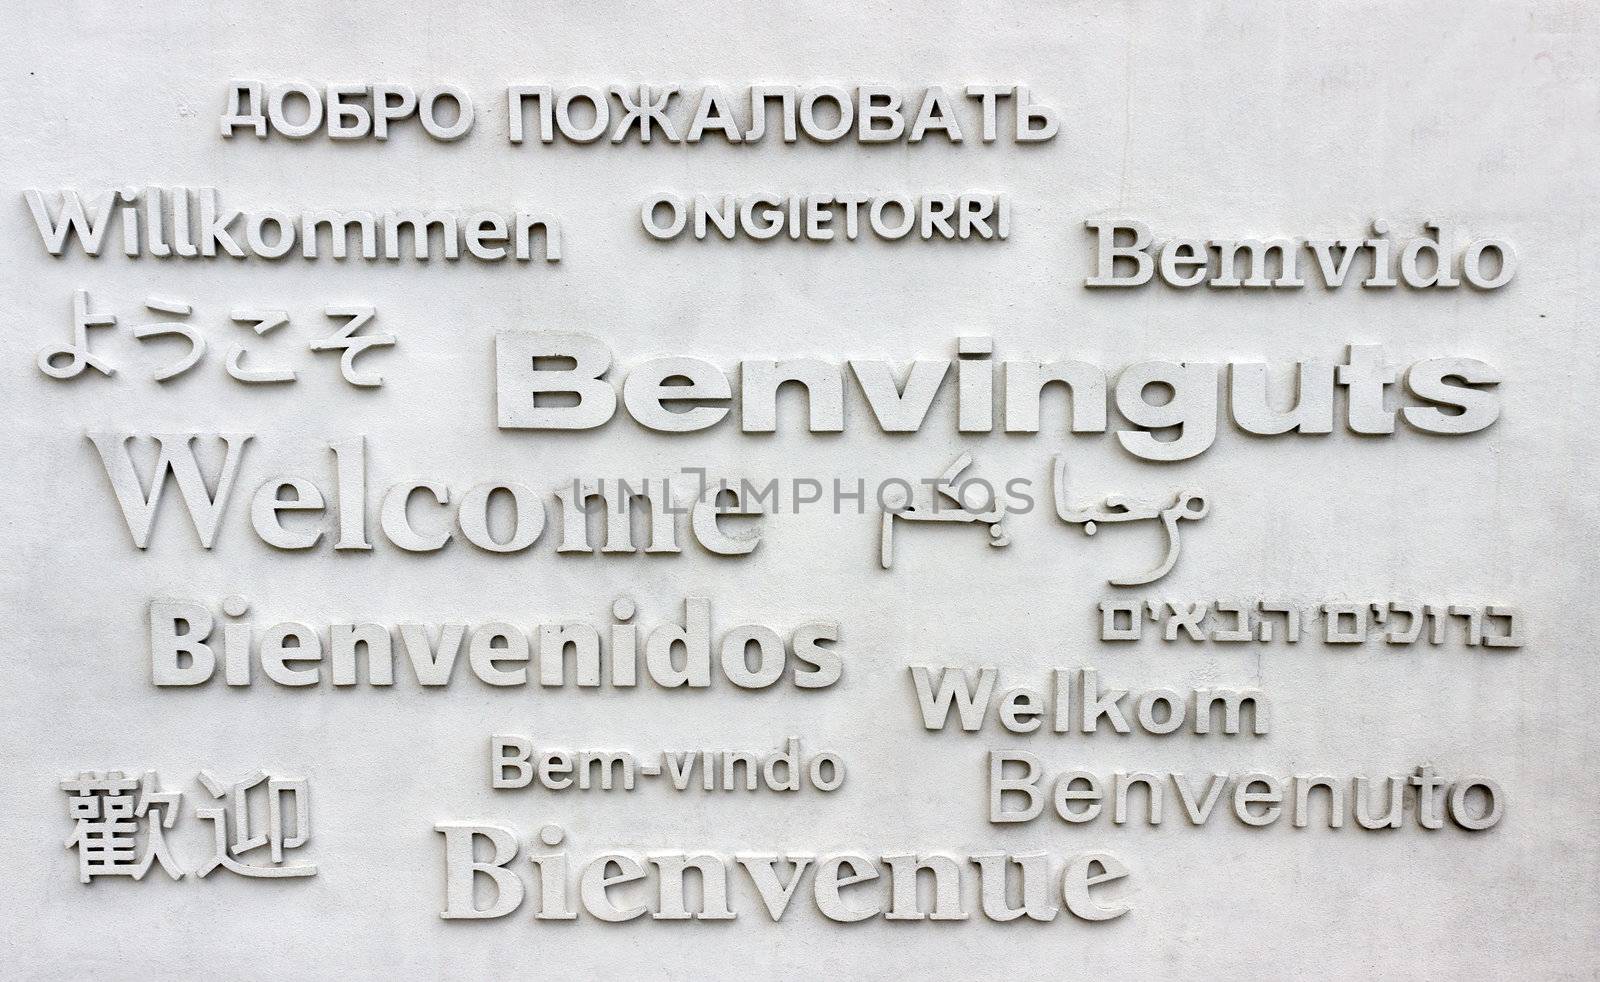 ДОБРО ПОЖАЛОВАТЬ
Willkommen
ONGIETORRI
Bemvido
ようこそ
Benvinguts
Welcome
مرحبا بكم
UNLIMPHOTOS
Bienvenidos
ברוכים הבאים
Welkom
Bem-vindo
Benvenuto
歡迎
Bienvenue